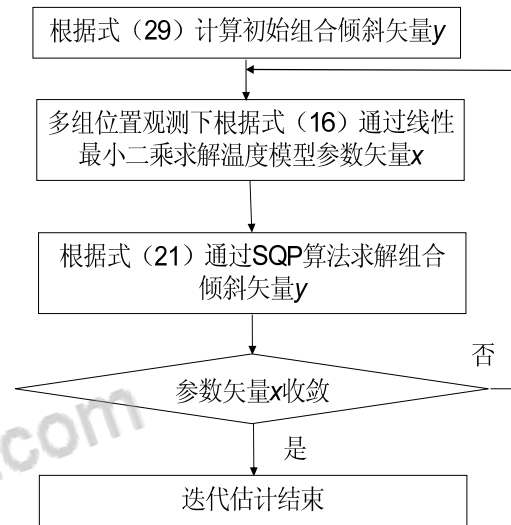 根据式（29）计算初始组合倾斜矢量y
多组位置观测下根据式（16）通过线性
最小二乘求解温度模型参数矢量x
根据式（21）通过SQP算法求解组合
倾斜矢量y
否
参数矢量x收敛
.com
是
迭代估计结束